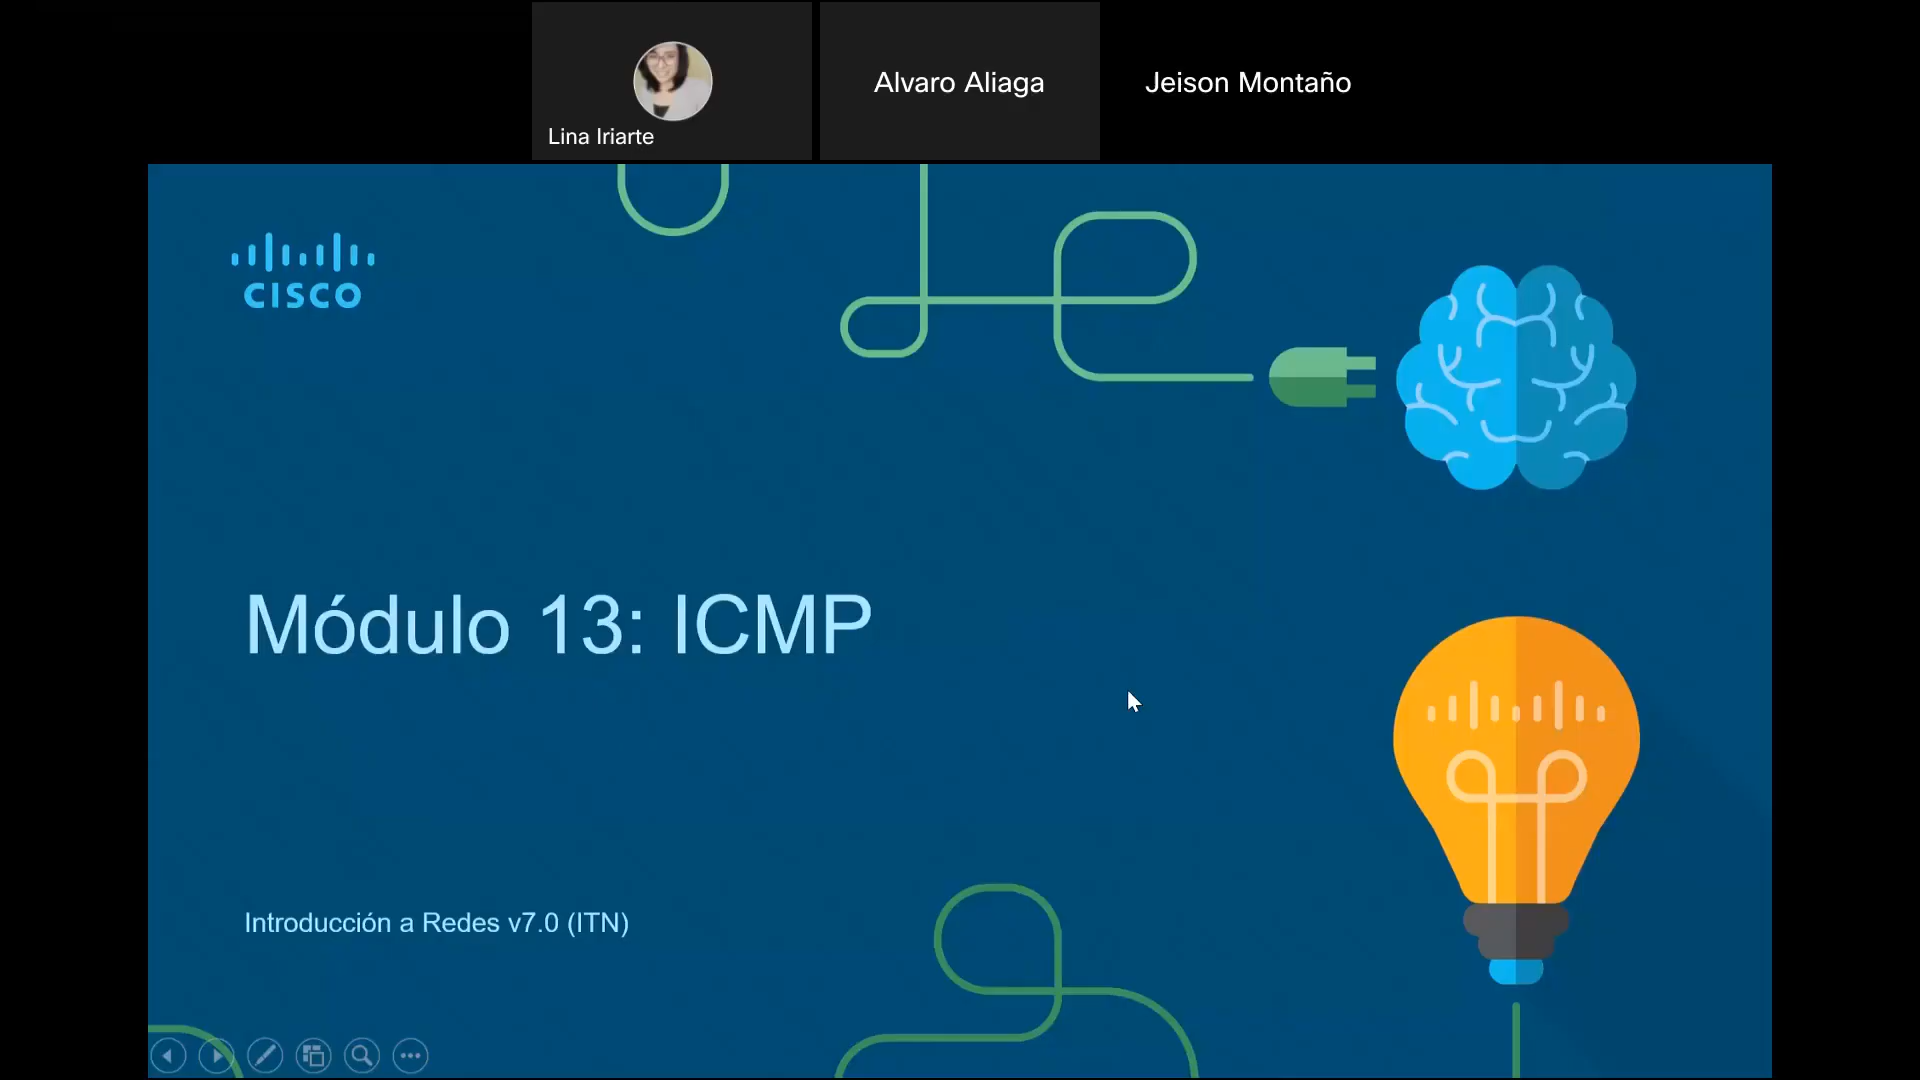 Lina Iriarte
Alvaro Aliaga
Jeison Montaño
CISCO
Módulo 13: ICMP
Introducción a Redes v7.0 (ITN)